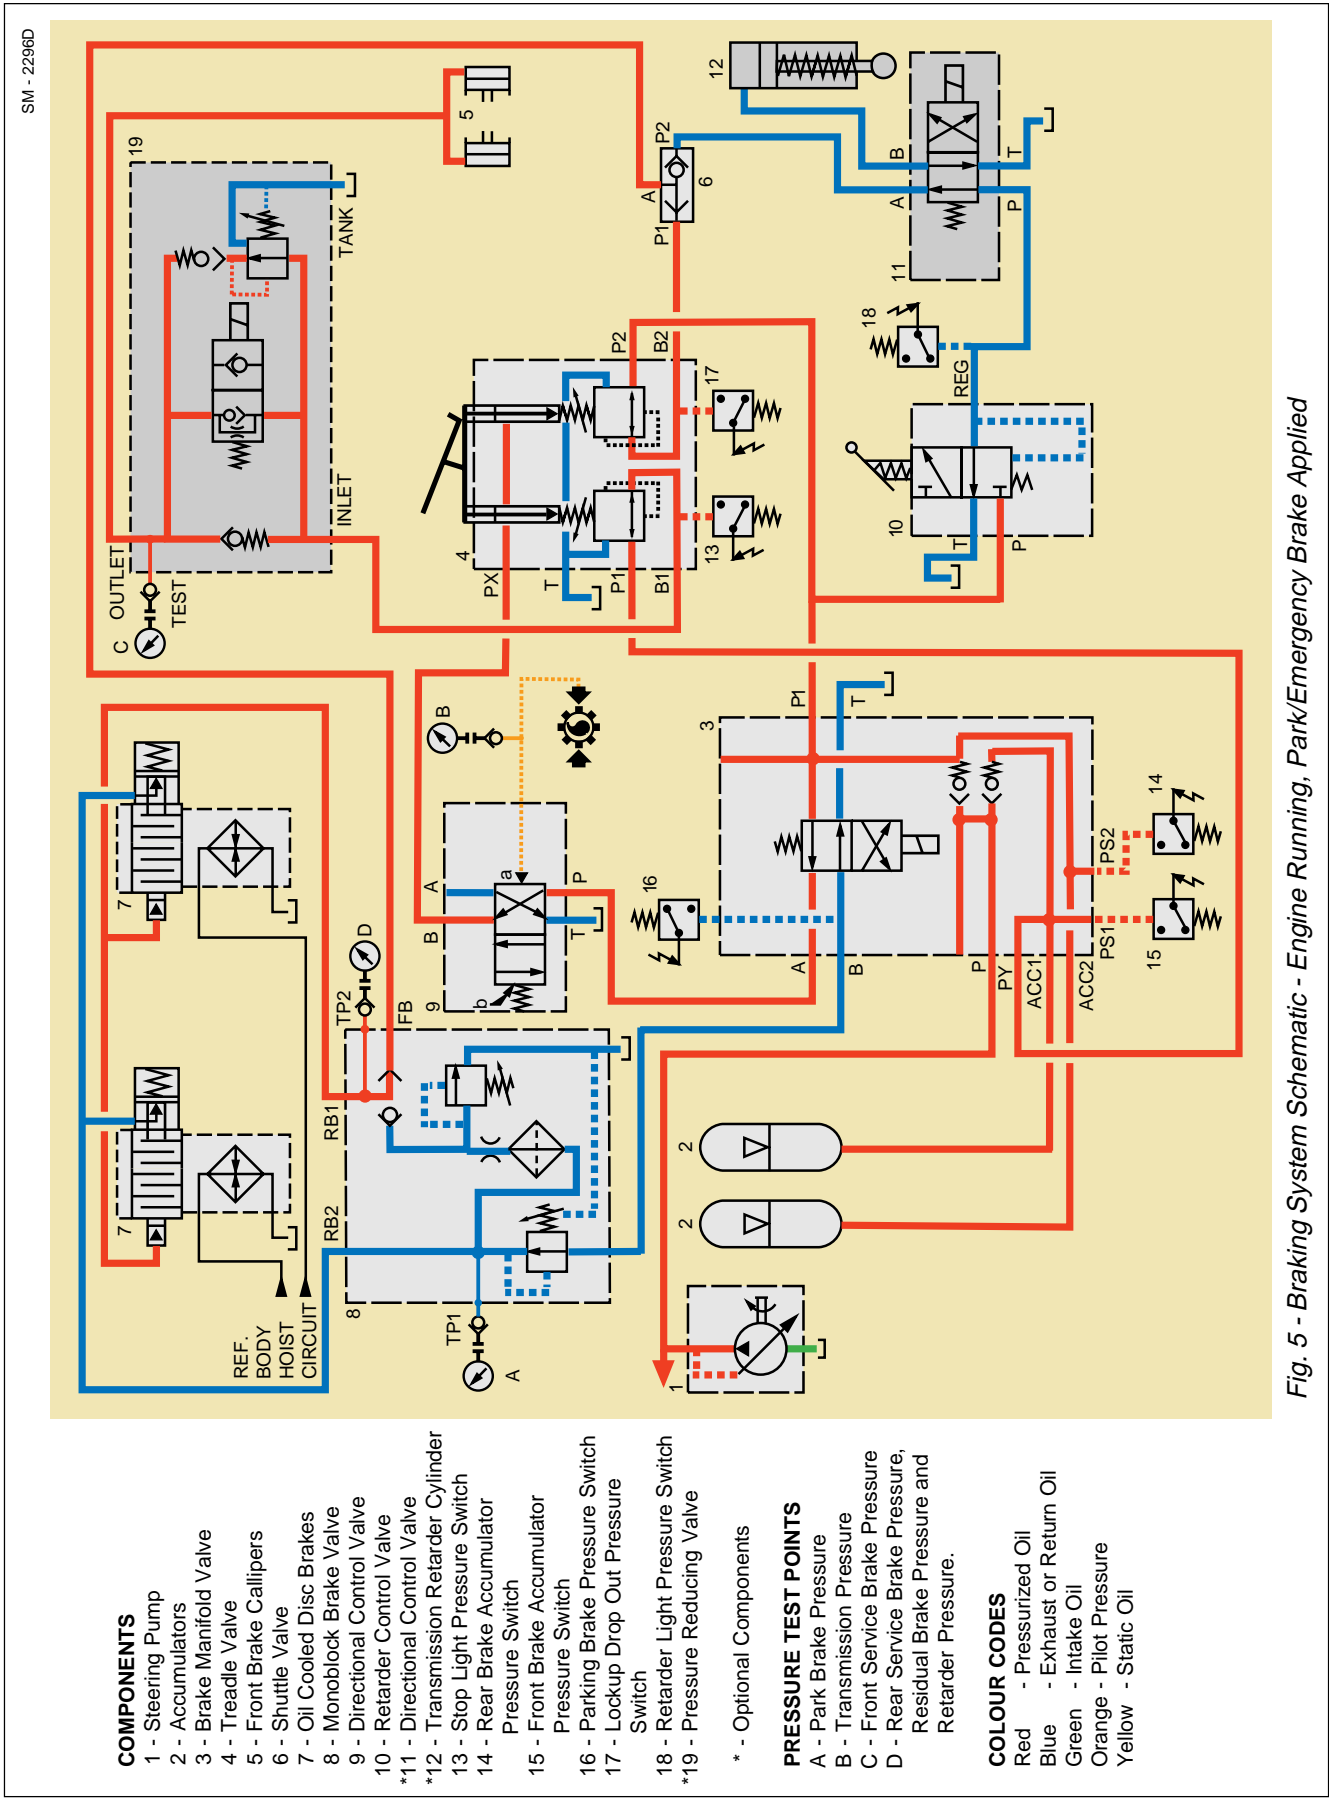 SM - 2296D
COMPONENTS
1 - Steering Pump
2 - Accumulators
3 - Brake Manifold Valve
4 - Treadle Valve
5 - Front Brake Callipers
6 - Shuttle Valve
7 - Oil Cooled Disc Brakes
8 - Monoblock Brake Valve
9 - Directional Control Valve
10 - Retarder Control Valve
*11 - Directional Control Valve
*12 - Transmission Retarder Cylinder
13 - Stop Light Pressure Switch
14 - Rear Brake Accumulator
Pressure Switch
15 - Front Brake Accumulator
Pressure Switch
16 - Parking Brake Pressure Switch
17 - Lockup Drop Out Pressure
Switch
18 - Retarder Light Pressure Switch
*19 - Pressure Reducing Valve
* - Optional Components
PRESSURE TEST POINTS
A - Park Brake Pressure
B - Transmission Pressure
C - Front Service Brake Pressure
D - Rear Service Brake Pressure,
Residual Brake Pressure and
Retarder Pressure.
COLOUR CODES
Red - Pressurized Oil
Blue - Exhaust or Return Oil
Green - Intake Oil
Orange - Pilot Pressure
Yellow - Static Oil
REF.
BODY
HOIST
CIRCUIT
7
7
8
RB2
RB1
TP1
A
TP2
D
FB
9
b
a
B
A
T
P
B
C
OUTLET
TEST
INLET
TANK
19
5
4
PX
T
P1
B1
P2
B2
13
17
6
A
P1
P2
12
11
A
B
P
T
18
REG
10
T
P
3
P1
T
16
A
B
P
PY
ACC1
ACC2
PS1
PS2
15
14
2
2
1
Fig. 5 - Braking System Schematic - Engine Running, Park/Emergency Brake Applied